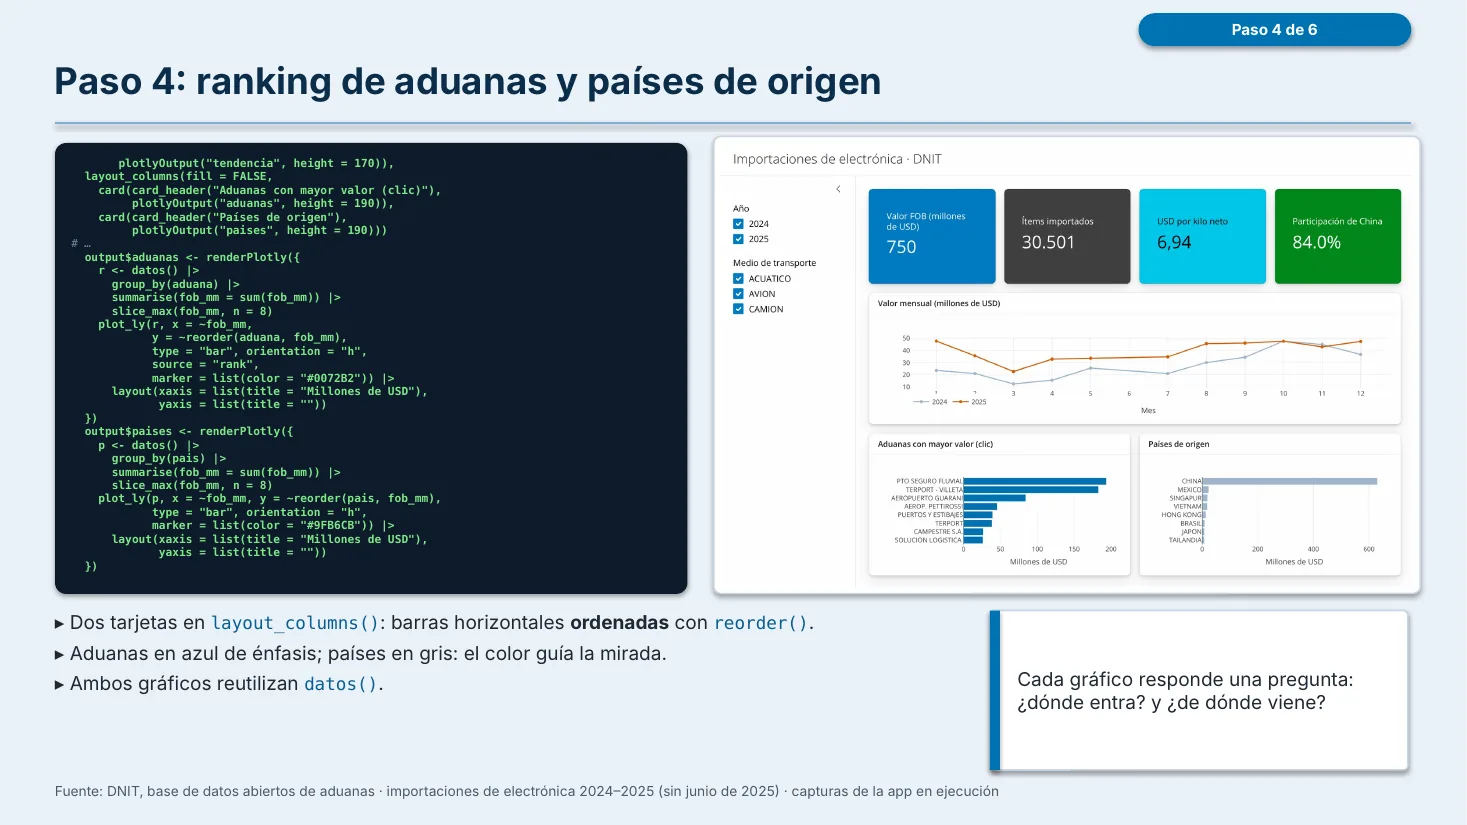 Paso 4 de 6
Paso 4: ranking de aduanas y países de origen
plotlyOutput("tendencia", height = 170)),
layout_columns(fill = FALSE,
card(card_header("Aduanas con mayor valor (clic)"),
plotlyOutput("aduanas", height = 190)),
card(card_header("Países de origen"),
plotlyOutput("paises", height = 190)))
# …
output$aduanas <- renderPlotly({
r <- datos() |>
group_by(aduana) |>
summarise(fob_mm = sum(fob_mm)) |>
slice_max(fob_mm, n = 8)
plot_ly(r, x = ~fob_mm,
y = ~reorder(aduana, fob_mm),
type = "bar", orientation = "h",
source = "rank",
marker = list(color = "#0072B2")) |>
layout(xaxis = list(title = "Millones de USD"),
yaxis = list(title = ""))
})
output$paises <- renderPlotly({
p <- datos() |>
group_by(pais) |>
summarise(fob_mm = sum(fob_mm)) |>
slice_max(fob_mm, n = 8)
plot_ly(p, x = ~fob_mm, y = ~reorder(pais, fob_mm),
type = "bar", orientation = "h",
marker = list(color = "#9FB6CB")) |>
layout(xaxis = list(title = "Millones de USD"),
yaxis = list(title = ""))
})
Importaciones de electrónica · DNIT
Año
2024
2025
Medio de transporte
ACUATICO
AVION
CAMION
Valor FOB (millones
de USD)
750
Ítems importados
30.501
USD por kilo neto
6,94
Participación de China
84.0%
Valor mensual (millones de USD)
50
40
30
20
10
1 2 3 4 5 6 7 8 9 10 11 12
2024 2025
Mes
Aduanas con mayor valor (clic)
PTO SEGURO FLUVIAL
TERPORT - VILLETA
AEROPUERTO GUARANI
AEROP. PETTIROSSI
PUERTOS Y ESTIBAJES
TERPORT
CAMPESTRE S.A.
SOLUCION LOGISTICA
0 50 100 150 200
Millones de USD
Países de origen
CHINA
MEXICO
SINGAPUR
VIETNAM
HONG KONG
BRASIL
JAPON
TAILANDIA
0 200 400 600
Millones de USD
▸ Dos tarjetas en layout_columns(): barras horizontales ordenadas con reorder().
▸ Aduanas en azul de énfasis; países en gris: el color guía la mirada.
▸ Ambos gráficos reutilizan datos().
Cada gráfico responde una pregunta:
¿dónde entra? y ¿de dónde viene?
Fuente: DNIT, base de datos abiertos de aduanas · importaciones de electrónica 2024–2025 (sin junio de 2025) · capturas de la app en ejecución